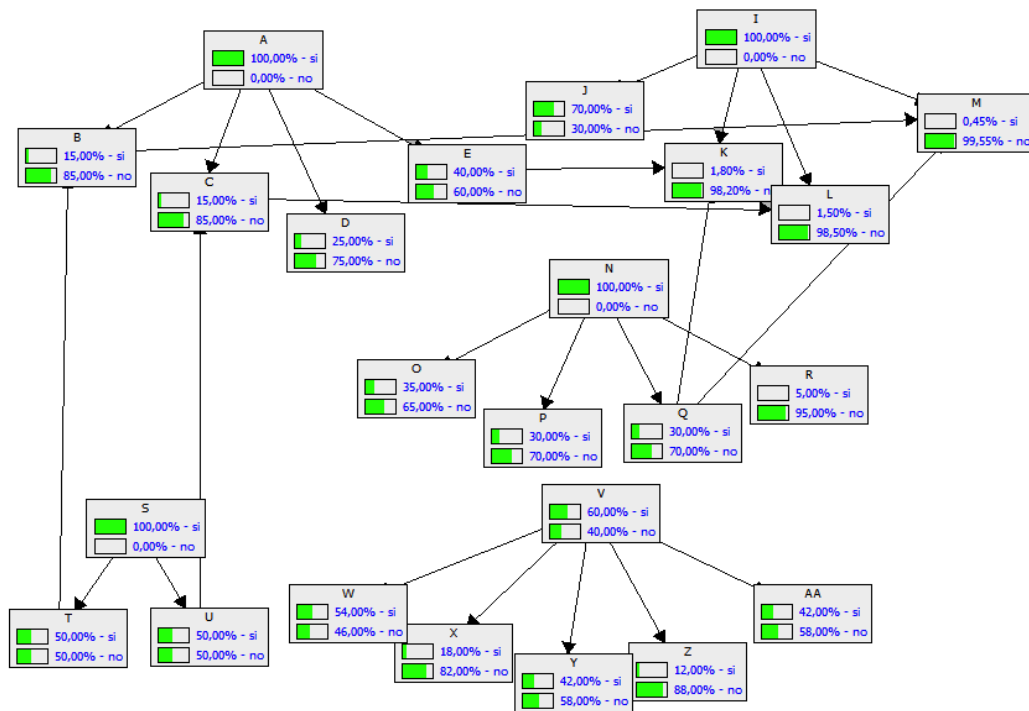 A
100,00% - si
0,00% - no
I
100,00% - si
0,00% - no
J
70,00% - si
30,00% - no
M
0,45% - si
99,55% - no
B
15,00% - si
85,00% - no
E
40,00% - si
60,00% - no
K
1,80% - si
98,20% - n
C
15,00% - si
85,00% - no
L
1,50% - si
98,50% - no
D
25,00% - si
75,00% - no
N
100,00% - si
0,00% - no
O
35,00% - si
65,00% - no
R
5,00% - si
95,00% - no
P
30,00% - si
70,00% - no
Q
30,00% - si
70,00% - no
S
100,00% - si
0,00% - no
V
60,00% - si
40,00% - no
W
54,00% - si
46,00% - no
AA
42,00% - si
58,00% - no
T
50,00% - si
50,00% - no
U
50,00% - si
50,00% - no
X
18,00% - si
82,00% - no
Y
42,00% - si
58,00% - no
Z
12,00% - si
88,00% - no